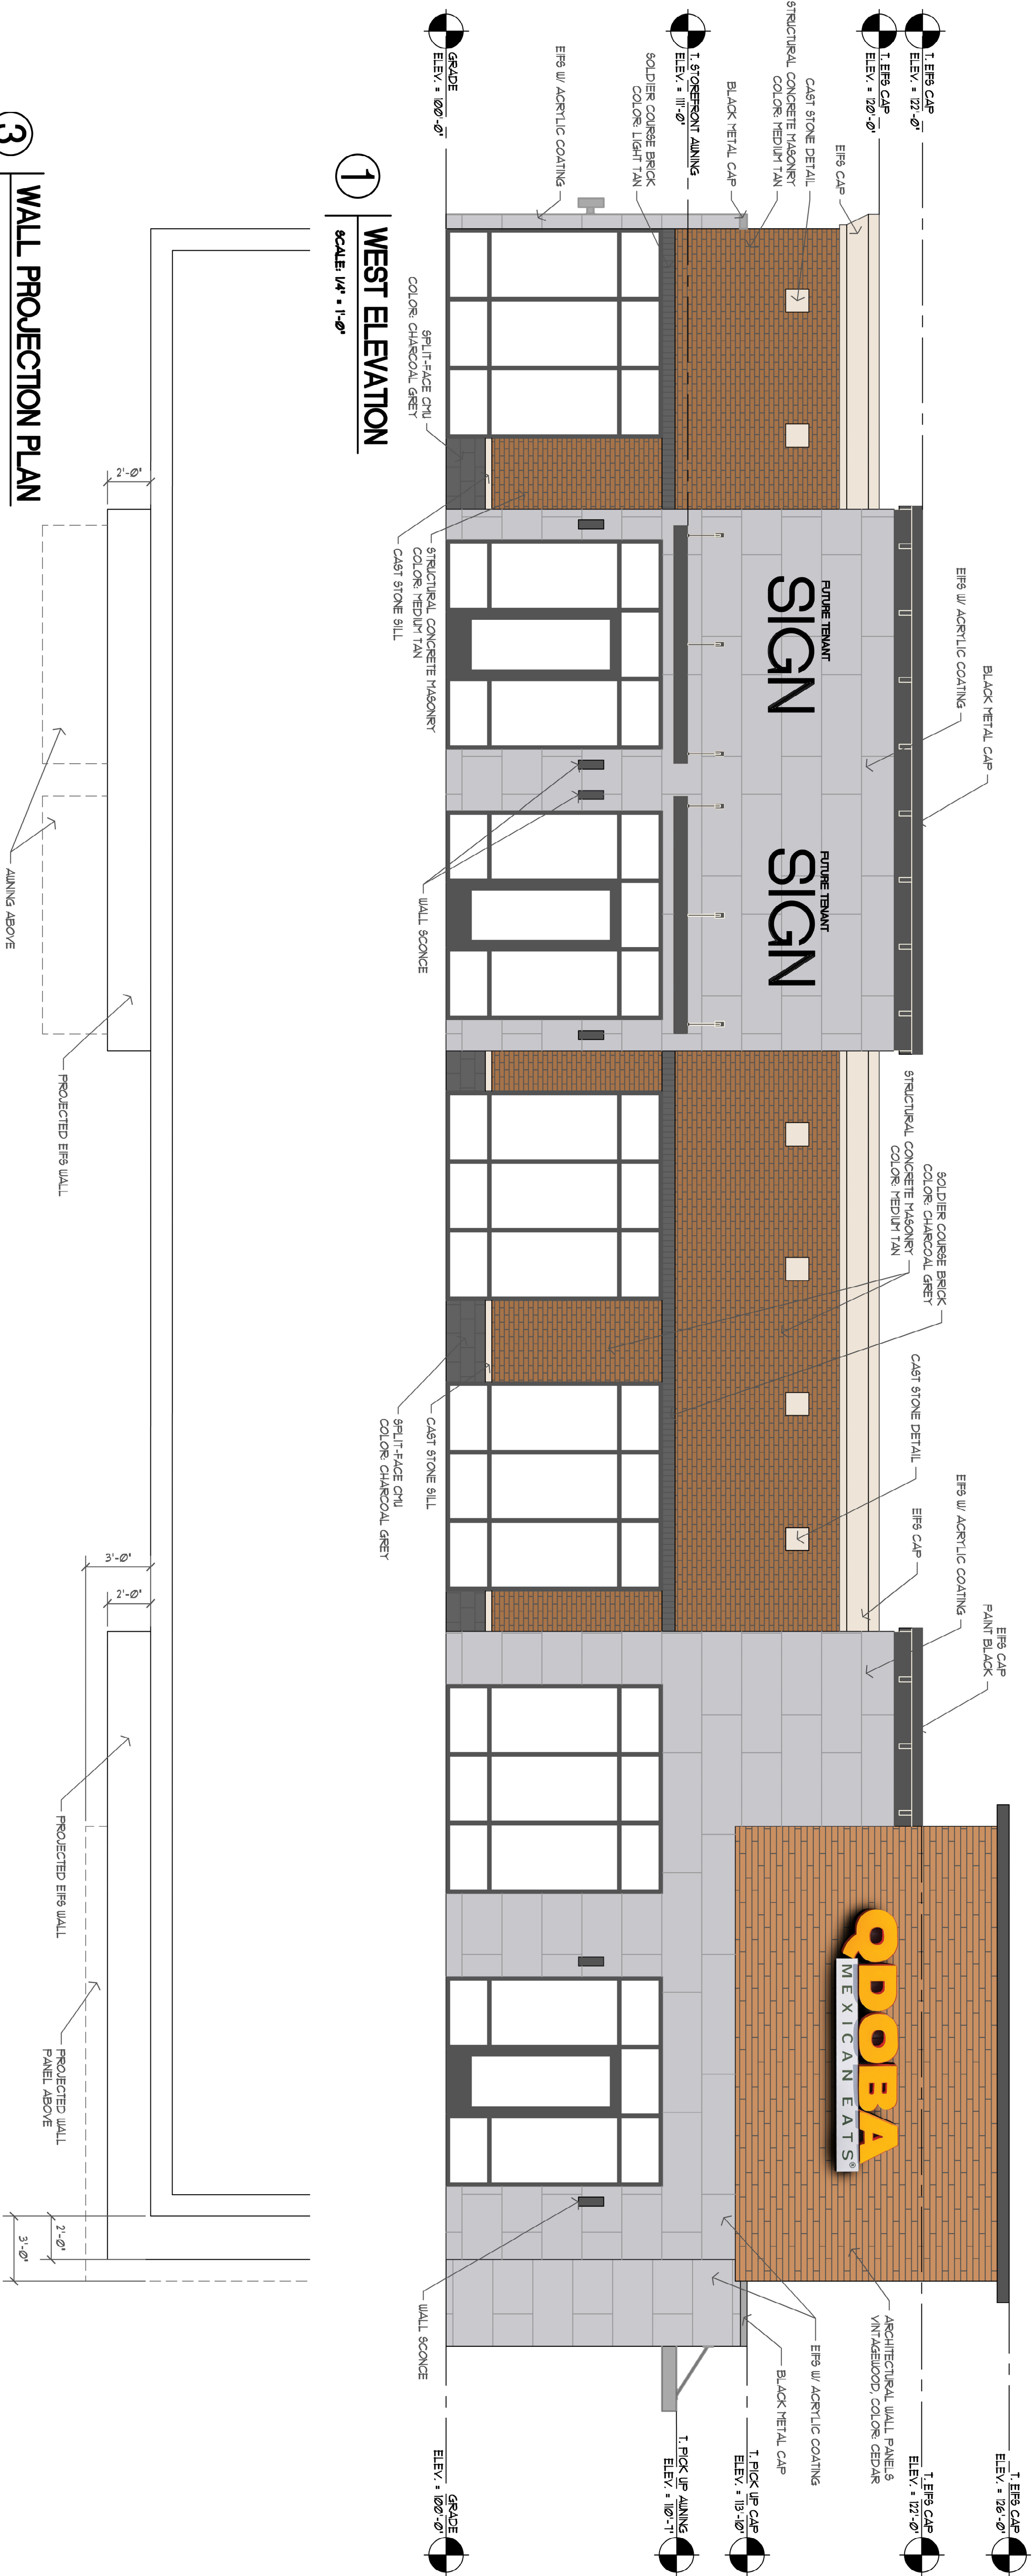 T. EIFS CAP
ELEV. = 122'-0"
T. EIFS CAP
ELEV. = 120'-0"
T. STOREFRONT AWNING
ELEV. = 111'-0"
GRADE
ELEV. = 100'-0"
EIFS CAP
CAST STONE DETAIL
STRUCTURAL CONCRETE MASONRY
COLOR: MEDIUM TAN
BLACK METAL CAP
SOLDIER COURSE BRICK
COLOR: LIGHT TAN
EIFS W/ ACRYLIC COATING
BLACK METAL CAP
EIFS W/ ACRYLIC COATING
FUTURE TENANT
SIGN
FUTURE TENANT
SIGN
SOLDIER COURSE BRICK
COLOR: CHARCOAL GREY
STRUCTURAL CONCRETE MASONRY
COLOR: MEDIUM TAN
CAST STONE DETAIL
EIFS CAP
EIFS W/ ACRYLIC COATING
EIFS CAP
PAINT BLACK
QDOBA
MEXICAN EATS®
T. EIFS CAP
ELEV. = 126'-0"
T. EIFS CAP
ELEV. = 122'-0"
ARCHITECTURAL WALL PANELS
VINTAGEWOOD, COLOR: CEDAR
EIFS W/ ACRYLIC COATING
BLACK METAL CAP
T. PICK UP CAP
ELEV. = 113'-10"
T. PICK UP AWNING
ELEV. = 110'-7"
GRADE
ELEV. = 100'-0"
SPLIT-FACE CMU
COLOR: CHARCOAL GREY
STRUCTURAL CONCRETE MASONRY
COLOR: MEDIUM TAN
CAST STONE SILL
WALL SCONCE
CAST STONE SILL
SPLIT-FACE CMU
COLOR: CHARCOAL GREY
WALL SCONCE
1
WEST ELEVATION
SCALE: 1/4" = 1'-0"
2'-0"
3'-0"
2'-0"
2'-0"
3'-0"
AWNING ABOVE
PROJECTED EIFS WALL
PROJECTED EIFS WALL
PROJECTED WALL
PANEL ABOVE
3
WALL PROJECTION PLAN